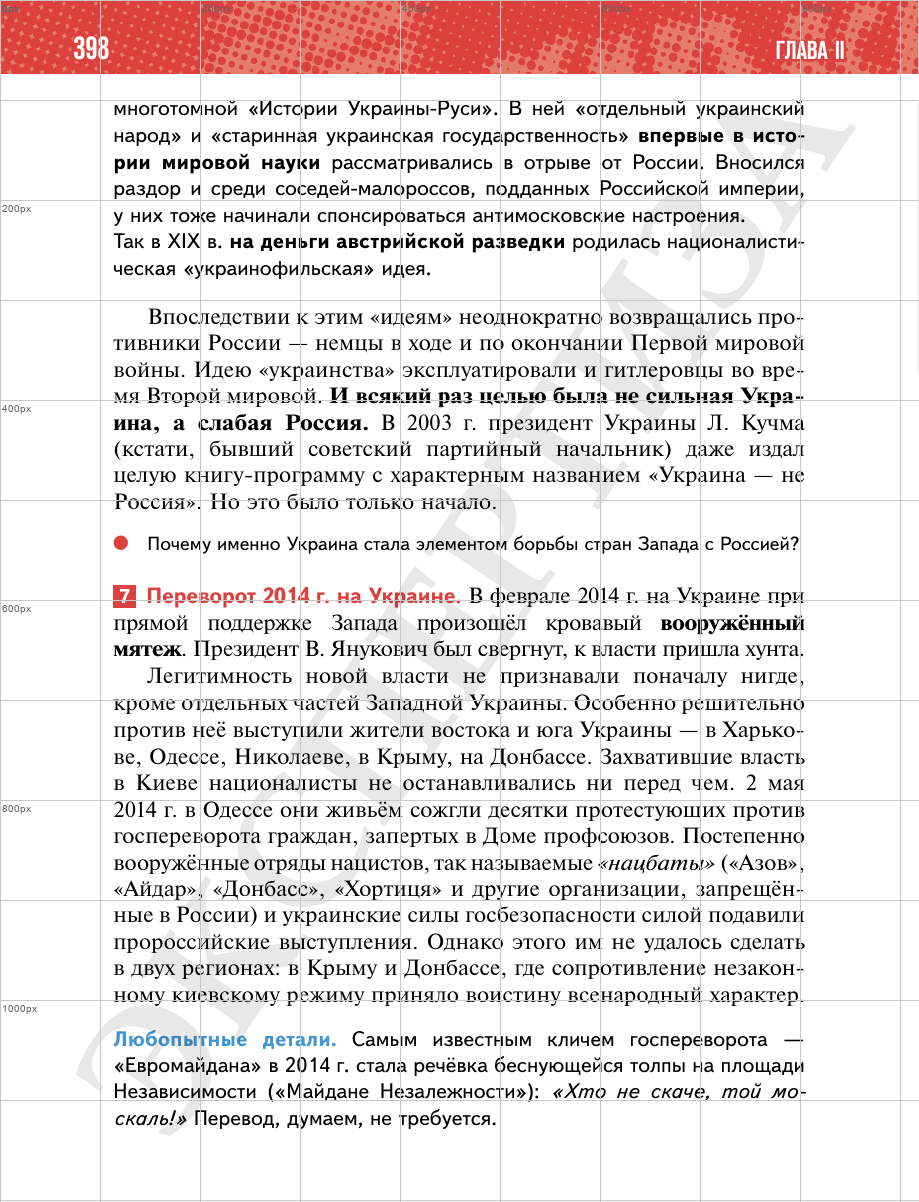 398
ГЛАВА II
многотомной «Истории Украины-Руси». В ней «отдельный украинский
народ» и «старинная украинская государственность» впервые в исто-
рии мировой науки рассматривались в отрыве от России. Вносился
раздор и среди соседей-малороссов, подданных Российской империи,
у них тоже начинали спонсироваться антимосковские настроения.
Так в XIX в. на деньги австрийской разведки родилась националисти-
ческая «украинофильская» идея.
Впоследствии к этим «идеям» неоднократно возвращались про-
тивники России — немцы в ходе и по окончании Первой мировой
войны. Идею «украинства» эксплуатировали и гитлеровцы во вре-
мя Второй мировой. И всякий раз целью была не сильная Укра-
ина, а слабая Россия. В 2003 г. президент Украины Л. Кучма
(кстати, бывший советский партийный начальник) даже издал
целую книгу-программу с характерным названием «Украина — не
Россия». Но это было только начало.
Почему именно Украина стала элементом борьбы стран Запада с Россией?
7 Переворот 2014 г. на Украине. В феврале 2014 г. на Украине при
прямой поддержке Запада произошёл кровавый вооружённый
мятеж. Президент В. Янукович был свергнут, к власти пришла хунта.
Легитимность новой власти не признавали поначалу нигде,
кроме отдельных частей Западной Украины. Особенно решительно
против неё выступили жители востока и юга Украины — в Харько-
ве, Одессе, Николаеве, в Крыму, на Донбассе. Захватившие власть
в Киеве националисты не останавливались ни перед чем. 2 мая
2014 г. в Одессе они живьём сожгли десятки протестующих против
госпереворота граждан, запертых в Доме профсоюзов. Постепенно
вооружённые отряды нацистов, так называемые «нацбаты» («Азов»,
«Айдар», «Донбасс», «Хортиця» и другие организации, запрещён-
ные в России) и украинские силы госбезопасности силой подавили
пророссийские выступления. Однако этого им не удалось сделать
в двух регионах: в Крыму и Донбассе, где сопротивление незакон-
ному киевскому режиму приняло воистину всенародный характер.
Любопытные детали. Самым известным кличем госпереворота —
«Евромайдана» в 2014 г. стала речёвка беснующейся толпы на площади
Независимости («Майдане Незалежности»): «Хто не скаче, той мо-
скаль!» Перевод, думаем, не требуется.
ЭКСПЕРТИЗА
200px
400px
600px
800px
1000px